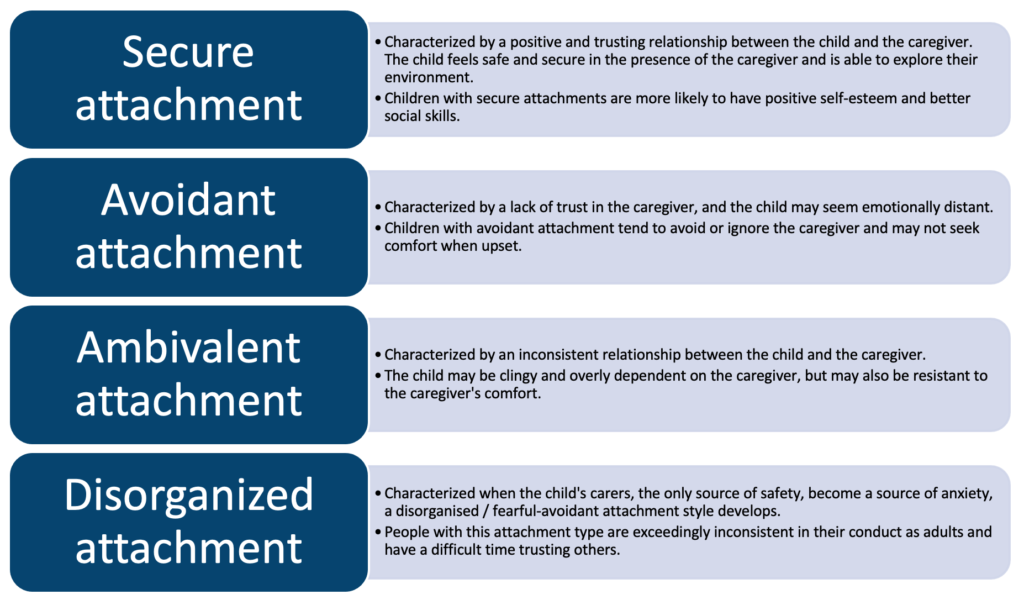 Secure
attachment
• Characterized by a positive and trusting relationship between the child and the caregiver.
The child feels safe and secure in the presence of the caregiver and is able to explore their
environment.
• Children with secure attachments are more likely to have positive self-esteem and better
social skills.
Avoidant
attachment
• Characterized by a lack of trust in the caregiver, and the child may seem emotionally distant.
• Children with avoidant attachment tend to avoid or ignore the caregiver and may not seek
comfort when upset.
Ambivalent
attachment
• Characterized by an inconsistent relationship between the child and the caregiver.
• The child may be clingy and overly dependent on the caregiver, but may also be resistant to
the caregiver's comfort.
Disorganized
attachment
• Characterized when the child's carers, the only source of safety, become a source of anxiety,
a disorganised / fearful-avoidant attachment style develops.
• People with this attachment type are exceedingly inconsistent in their conduct as adults and
have a difficult time trusting others.